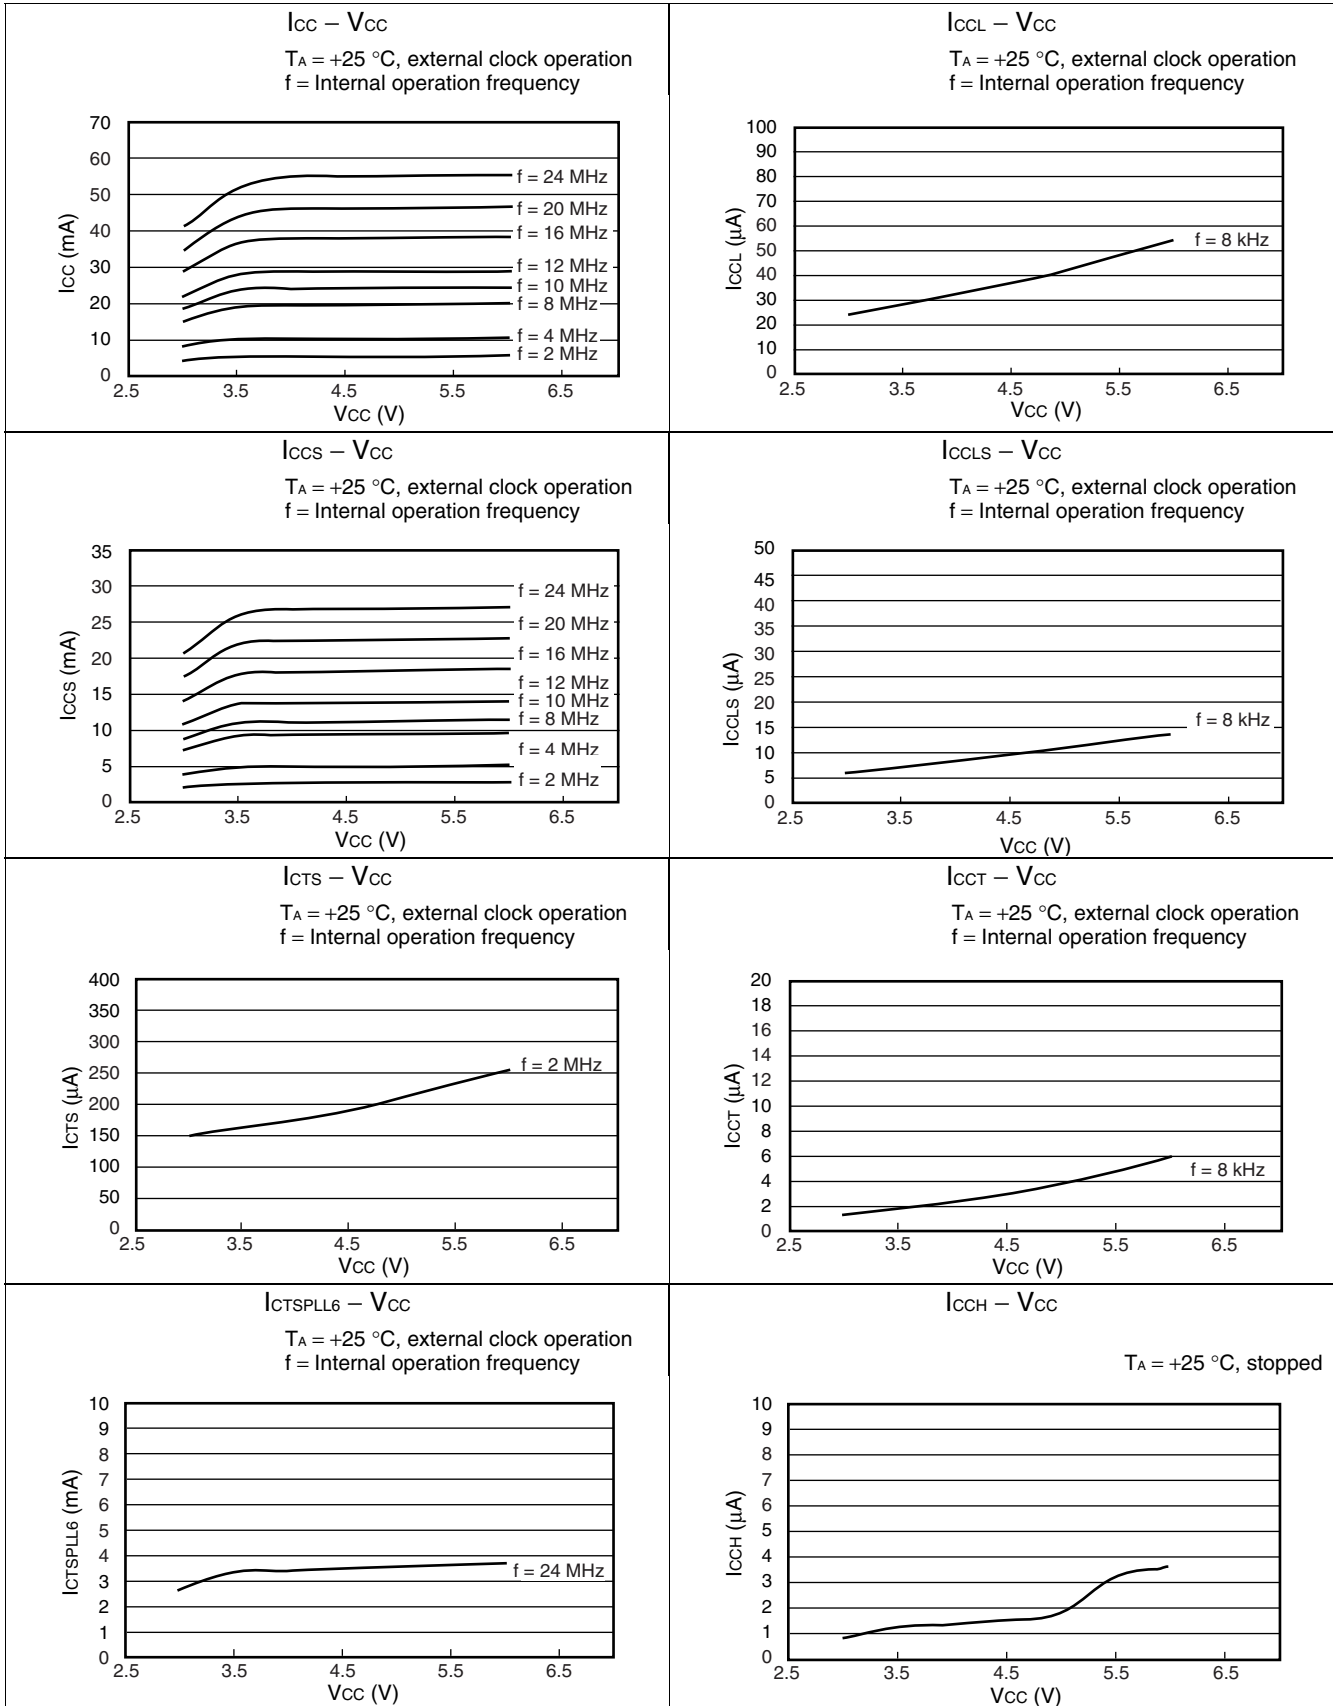 ICC – VCC
TA = +25 °C, external clock operation
f = Internal operation frequency
70
60
50
40
30
20
10
0
ICC (mA)
f = 24 MHz
f = 20 MHz
f = 16 MHz
f = 12 MHz
f = 10 MHz
f = 8 MHz
f = 4 MHz
f = 2 MHz
2.5 3.5 4.5 5.5 6.5
VCC (V)
ICCL – VCC
TA = +25 °C, external clock operation
f = Internal operation frequency
100
90
80
70
60
50
40
30
20
10
0
ICCL (µA)
f = 8 kHz
2.5 3.5 4.5 5.5 6.5
VCC (V)
ICCS – VCC
TA = +25 °C, external clock operation
f = Internal operation frequency
35
30
25
20
15
10
5
0
ICCS (mA)
f = 24 MHz
f = 20 MHz
f = 16 MHz
f = 12 MHz
f = 10 MHz
f = 8 MHz
f = 4 MHz
f = 2 MHz
2.5 3.5 4.5 5.5 6.5
VCC (V)
ICCLS – VCC
TA = +25 °C, external clock operation
f = Internal operation frequency
50
45
40
35
30
25
20
15
10
5
0
ICCLS (µA)
f = 8 kHz
2.5 3.5 4.5 5.5 6.5
VCC (V)
ICTS – VCC
TA = +25 °C, external clock operation
f = Internal operation frequency
400
350
300
250
200
150
100
50
0
ICTS (µA)
f = 2 MHz
2.5 3.5 4.5 5.5 6.5
VCC (V)
ICCT – VCC
TA = +25 °C, external clock operation
f = Internal operation frequency
20
18
16
14
12
10
8
6
4
2
0
ICCT (µA)
f = 8 kHz
2.5 3.5 4.5 5.5 6.5
VCC (V)
ICTSPLL6 – VCC
TA = +25 °C, external clock operation
f = Internal operation frequency
10
9
8
7
6
5
4
3
2
1
0
ICTSPLL6 (mA)
f = 24 MHz
2.5 3.5 4.5 5.5 6.5
VCC (V)
ICCH – VCC
TA = +25 °C, stopped
10
9
8
7
6
5
4
3
2
1
0
ICCH (µA)
2.5 3.5 4.5 5.5 6.5
VCC (V)